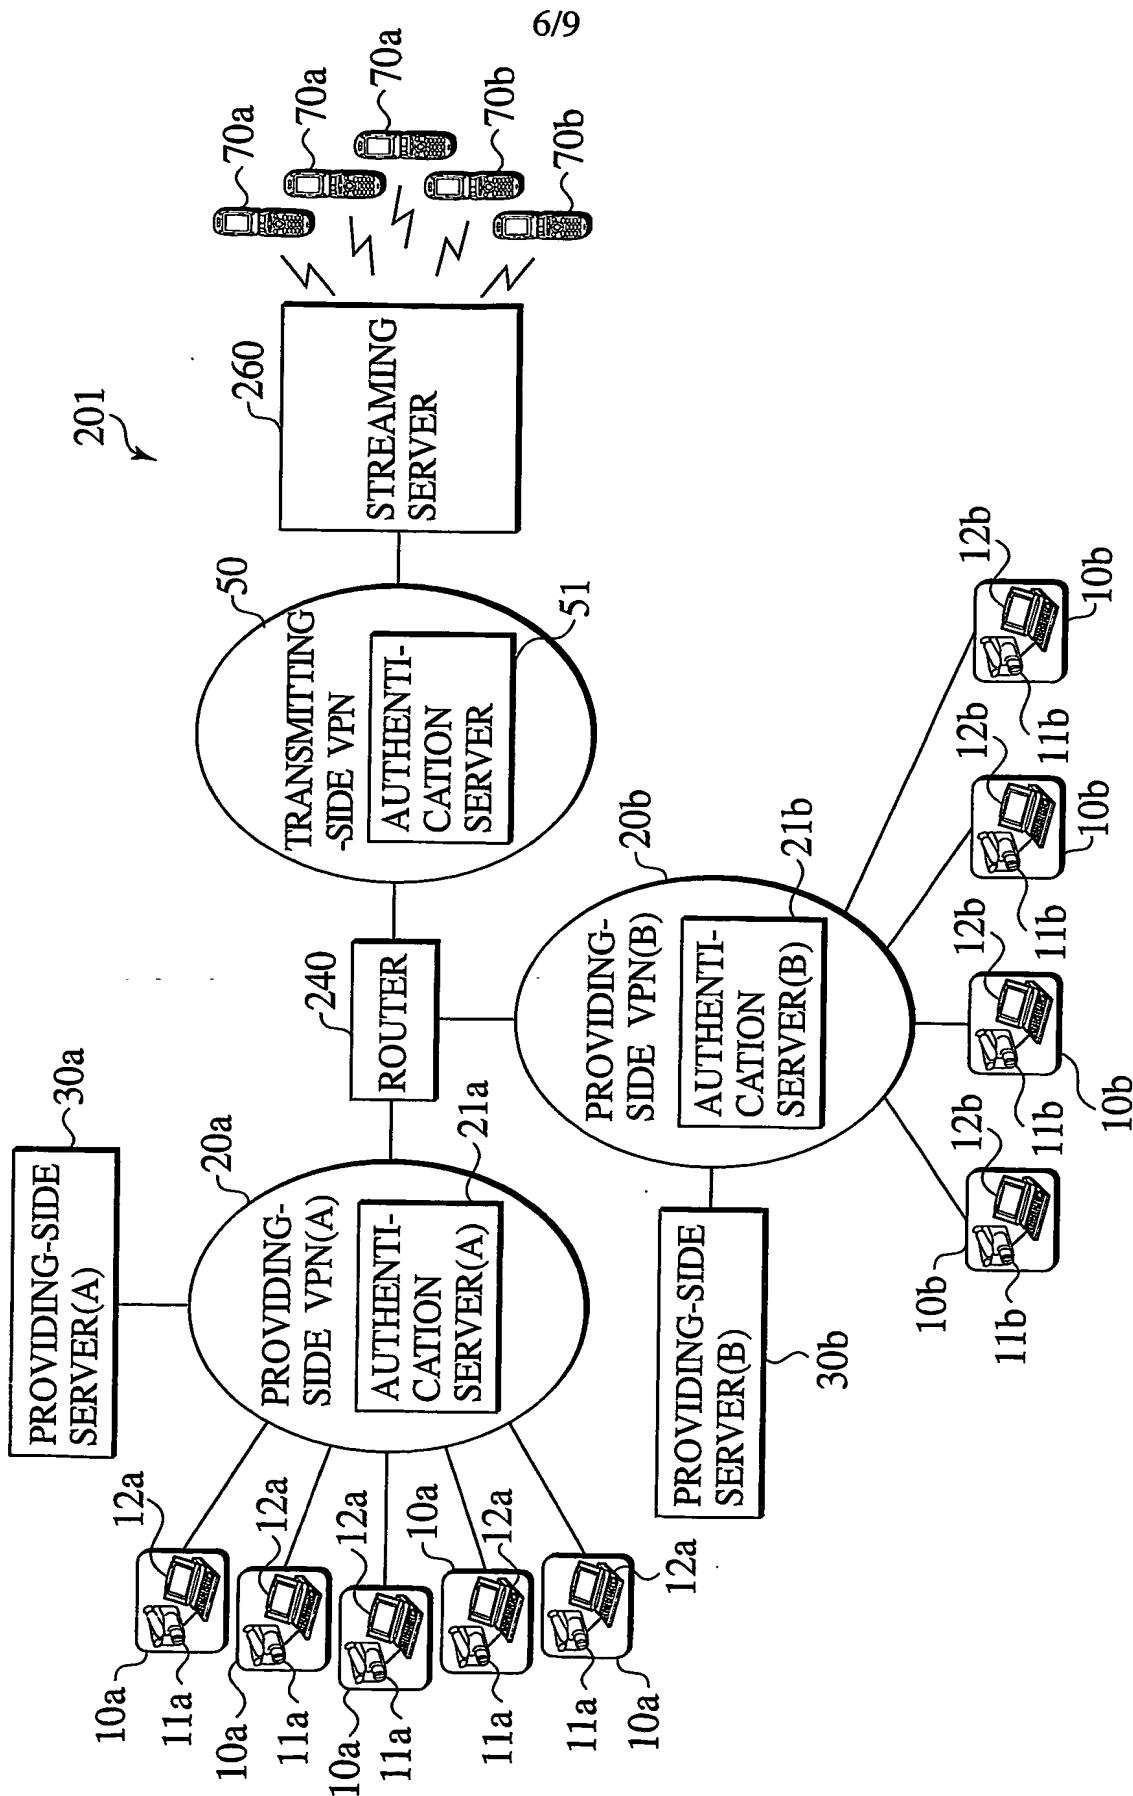 6/9
201
PROVIDING-SIDE
SERVER(A)
30a
20a
PROVIDING-
SIDE VPN(A)
AUTHENTI-
CATION
SERVER(A)
21a
240
ROUTER
50
TRANSMITTING
-SIDE VPN
AUTHENTI-
CATION
SERVER
51
260
STREAMING
SERVER
70a
70a
70a
70b
70b
10a
11a
12a
10a
11a
12a
10a
11a
12a
10a
11a
12a
10a
11a
12a
20b
PROVIDING-
SIDE VPN(B)
AUTHENTI-
CATION
SERVER(B)
21b
PROVIDING-SIDE
SERVER(B)
30b
10b
11b
12b
10b
11b
12b
10b
11b
12b
10b
11b
12b